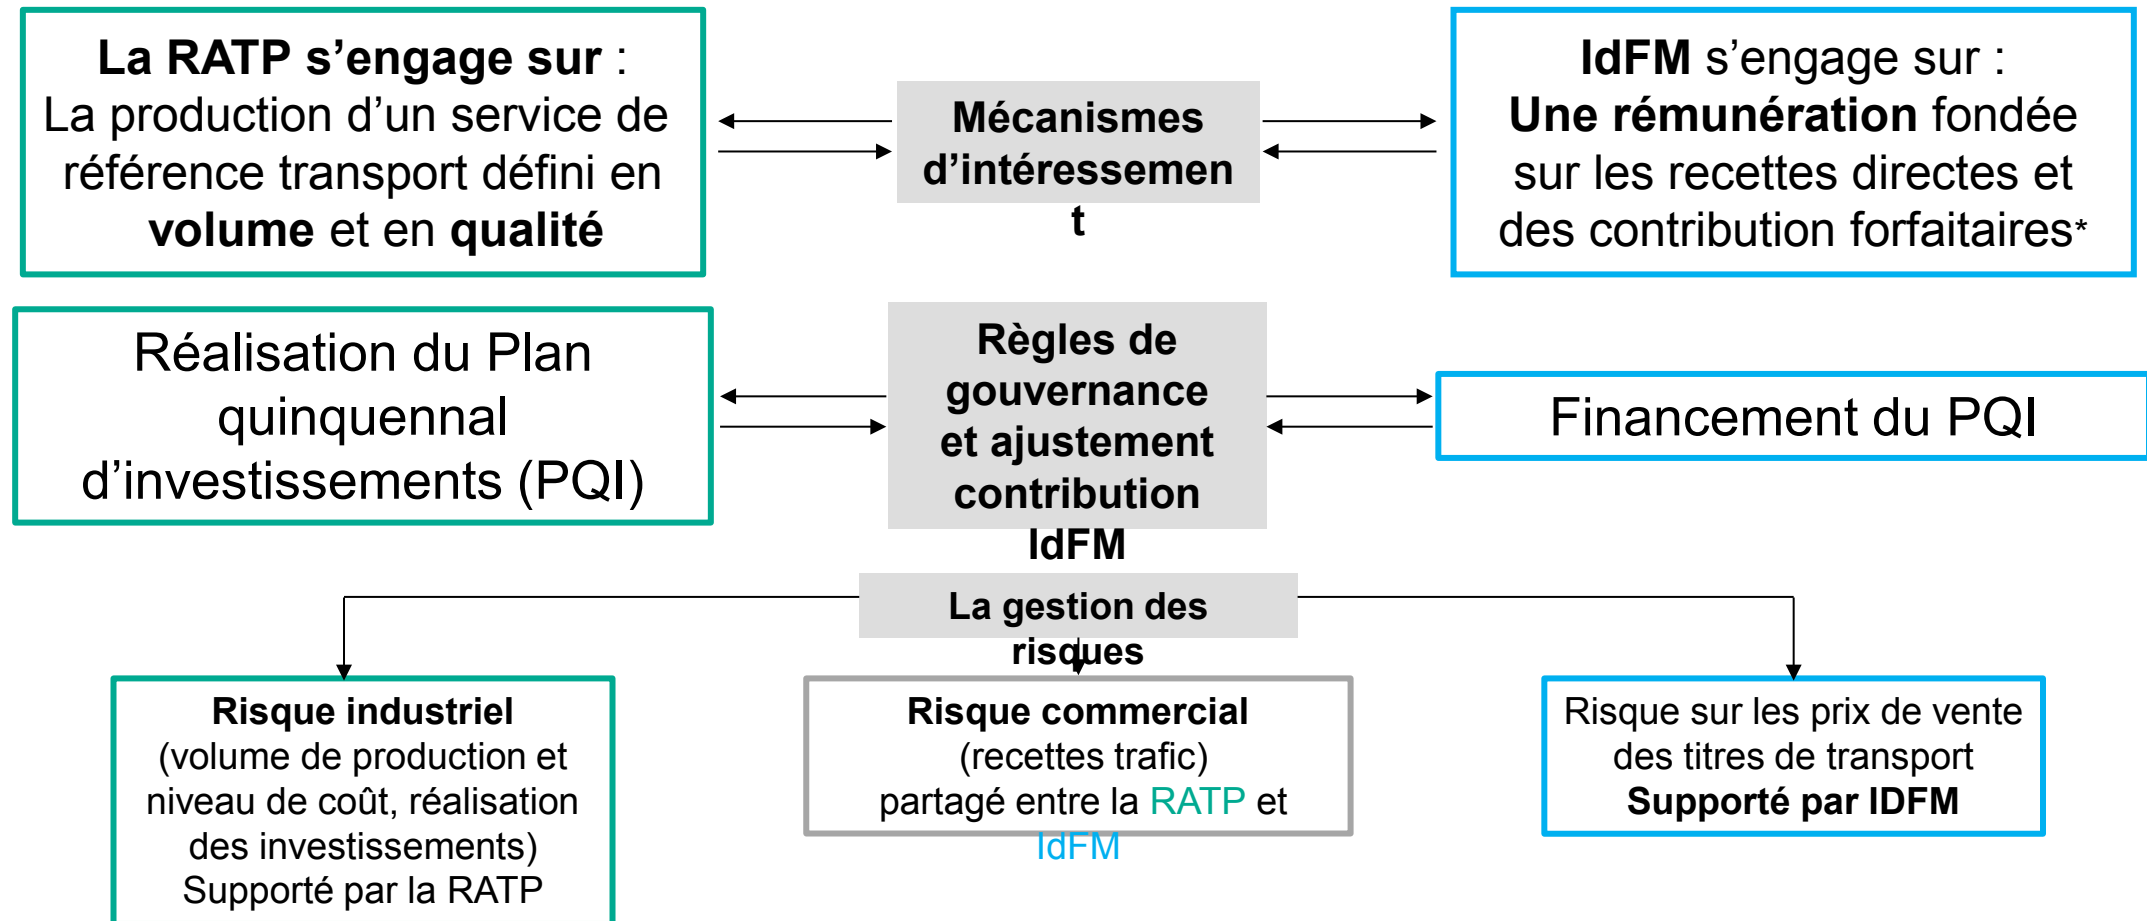 La RATP s’engage sur :
La production d’un service de
référence transport défini en
volume et en qualité
Mécanismes
d’intéressemen
t
IdFM s’engage sur :
Une rémunération fondée
sur les recettes directes et
des contribution forfaitaires*
Réalisation du Plan
quinquennal
d’investissements (PQI)
Règles de
gouvernance
et ajustement
contribution
IdFM
Financement du PQI
La gestion des
risques
Risque industriel
(volume de production et
niveau de coût, réalisation
des investissements)
Supporté par la RATP
Risque commercial
(recettes trafic)
partagé entre la RATP et
IdFM
Risque sur les prix de vente
des titres de transport
Supporté par IDFM